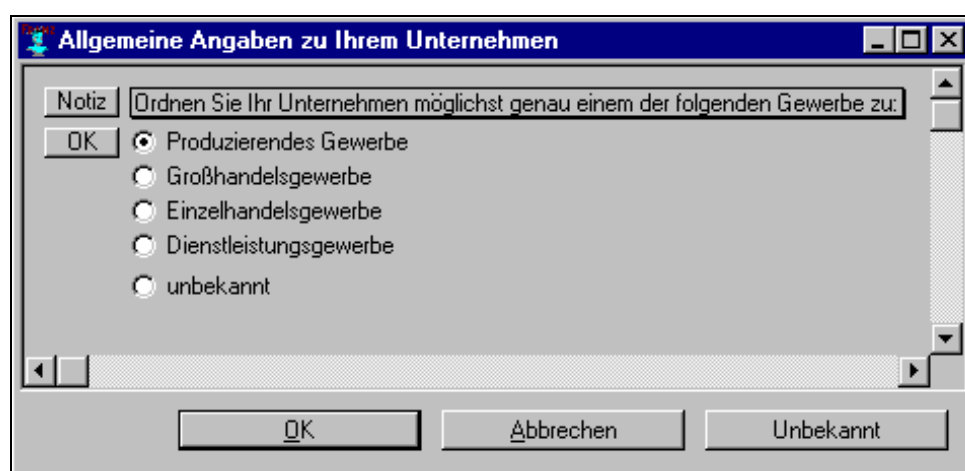 Allgemeine Angaben zu Ihrem Unternehmen
Notiz Ordnen Sie Ihr Unternehmen möglichst genau einem der folgenden Gewerbe zu:
OK Produzierendes Gewerbe
Großhandelsgewerbe
Einzelhandelsgewerbe
Dienstleistungsgewerbe
unbekannt
OK Abbrechen Unbekannt